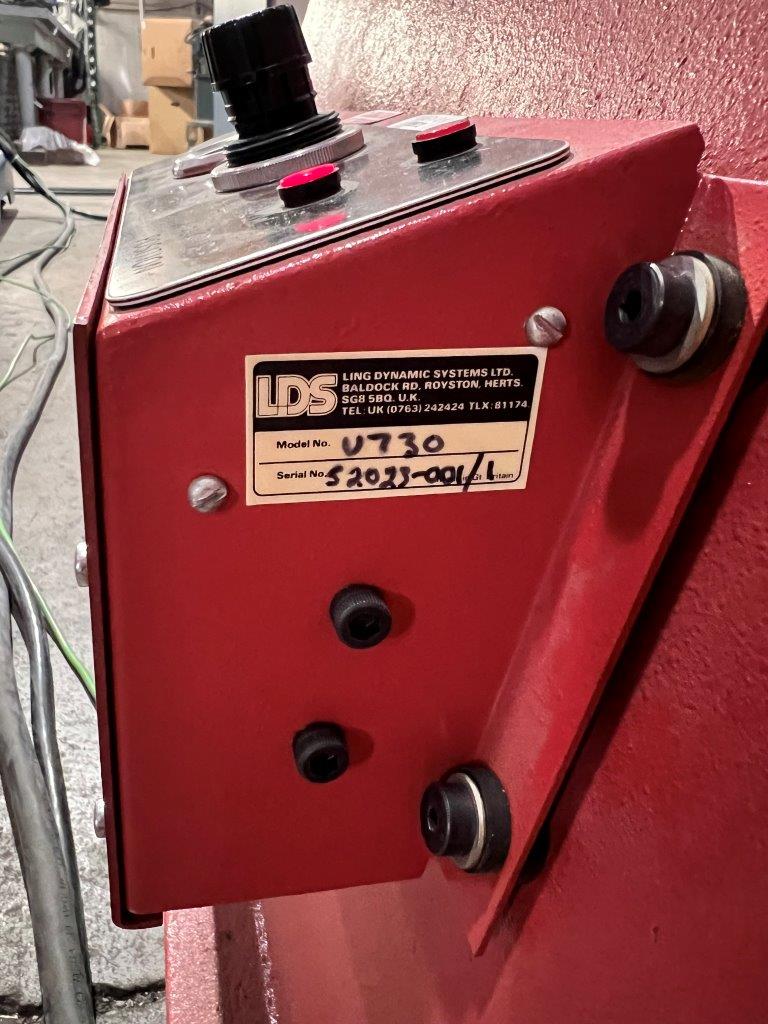 LDS
LING DYNAMIC SYSTEMS LTD.
BALDOCK RD, ROYSTON, HERTS.
SG8 5BQ. U.K.
TEL: UK (0763) 242424 TLX: 81174
Model No. V730
Serial No. 52023-001/1